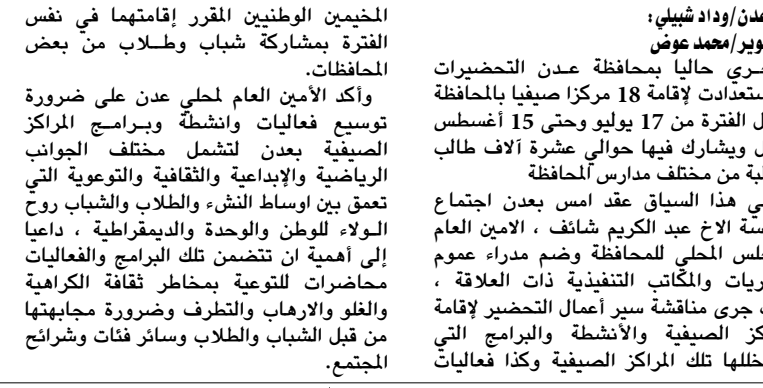 عدن/وداد شبيلي:
وير/محمد عوض
ـري حاليا بمحافظة عـدن التحضيرات
ستعدادت لإقامة 18 مركزا صيفيا بالمحافظة
ل الفترة من 17 يوليو وحتى 15 أغسطس
ل ويشارك فيها حوالي عشرة آلاف طالب
لبة من مختلف مدارس المحافظة
ي هذا السياق عقد امس بعدن اجتماع
سة الاخ عبد الكريم شائف ، الامين العام
جلس المحلي للمحافظة وضم مدراء عموم
ريات والمكاتب التنفيذية ذات العلاقة ،
جرى مناقشة سير أعمال التحضير لإقامة
كز الصيفية والأنشطة والبرامج التي
خللها تلك المراكز الصيفية وكذا فعاليات
المخيمين الوطنيين المقرر إقامتهما في نفس
الفترة بمشاركة شباب وطـــلاب من بعض
المحافظات.
وأكد الأمين العام لمحلي عدن على ضرورة
توسيع فعاليات وانشطة وبـرامـج المراكز
الصيفية بعدن لتشمل مختلف الجوانب
الرياضية والإبداعية والثقافية والتوعوية التي
تعمق بين اوساط النشء والطلاب والشباب روح
الـولاء للوطن والوحدة والديمقراطية ، داعيا
إلى أهمية ان تتضمن تلك البرامج والفعاليات
محاضرات للتوعية بمخاطر ثقافة الكراهية
والغلو والارهاب والتطرف وضرورة مجابهتها
من قبل الشباب والطلاب وسائر فئات وشرائح
المجتمع.